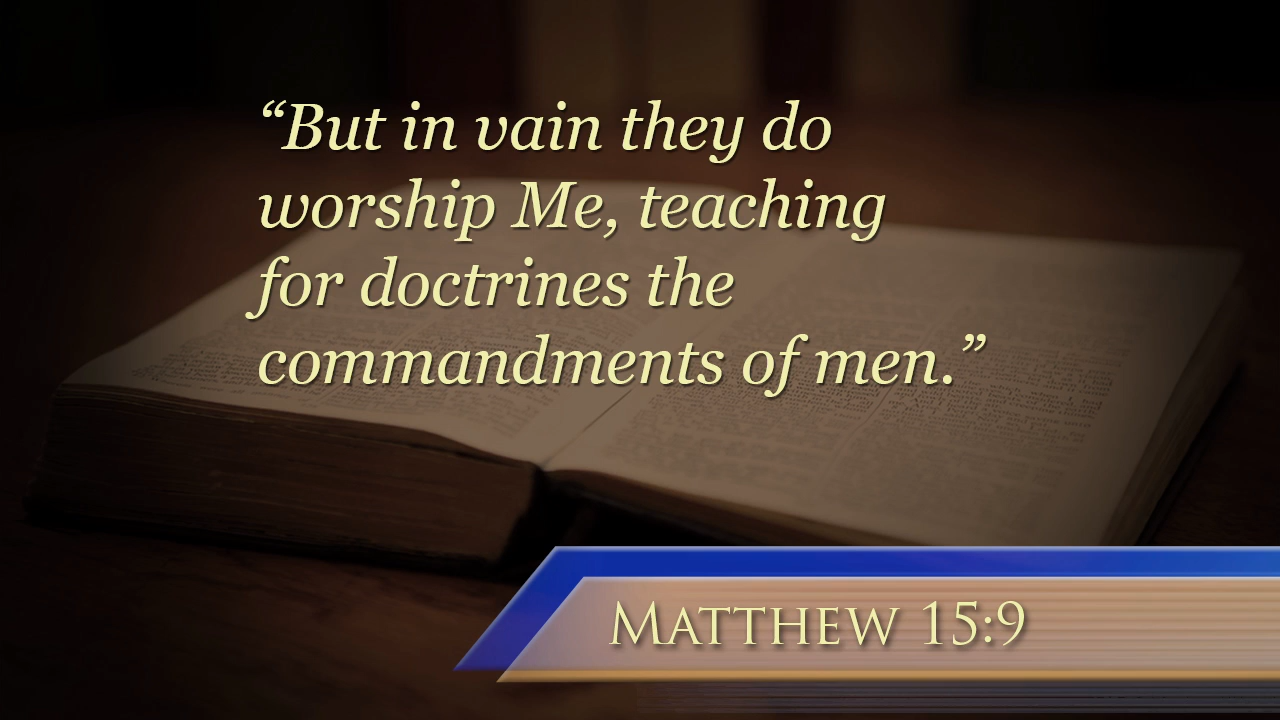 “But in vain they do
worship Me, teaching
for doctrines the
commandments of men.”
Matthew 15:9